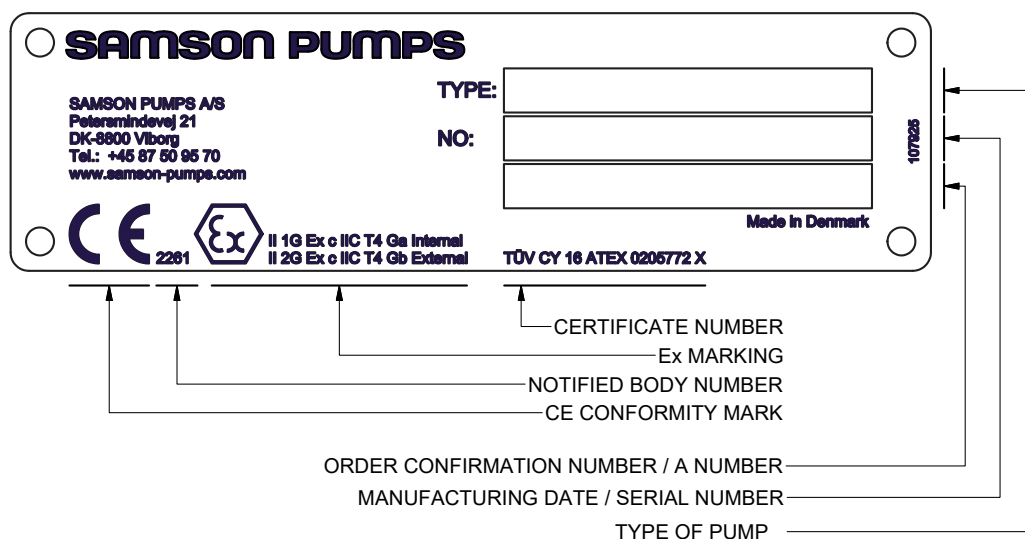 SAMSON PUMPS
TYPE:
SAMSON PUMPS A/S
Petersmindevej 21
DK-8800 Viborg
Tel.: +45 87 50 95 70
www.samson-pumps.com
NO:
107925
Made in Denmark
CE
2261
Ex
II 1G Ex c IIC T4 Ga Internal
II 2G Ex c IIC T4 Gb External
TÜV CY 16 ATEX 0205772 X
CERTIFICATE NUMBER
Ex MARKING
NOTIFIED BODY NUMBER
CE CONFORMITY MARK
ORDER CONFIRMATION NUMBER / A NUMBER
MANUFACTURING DATE / SERIAL NUMBER
TYPE OF PUMP